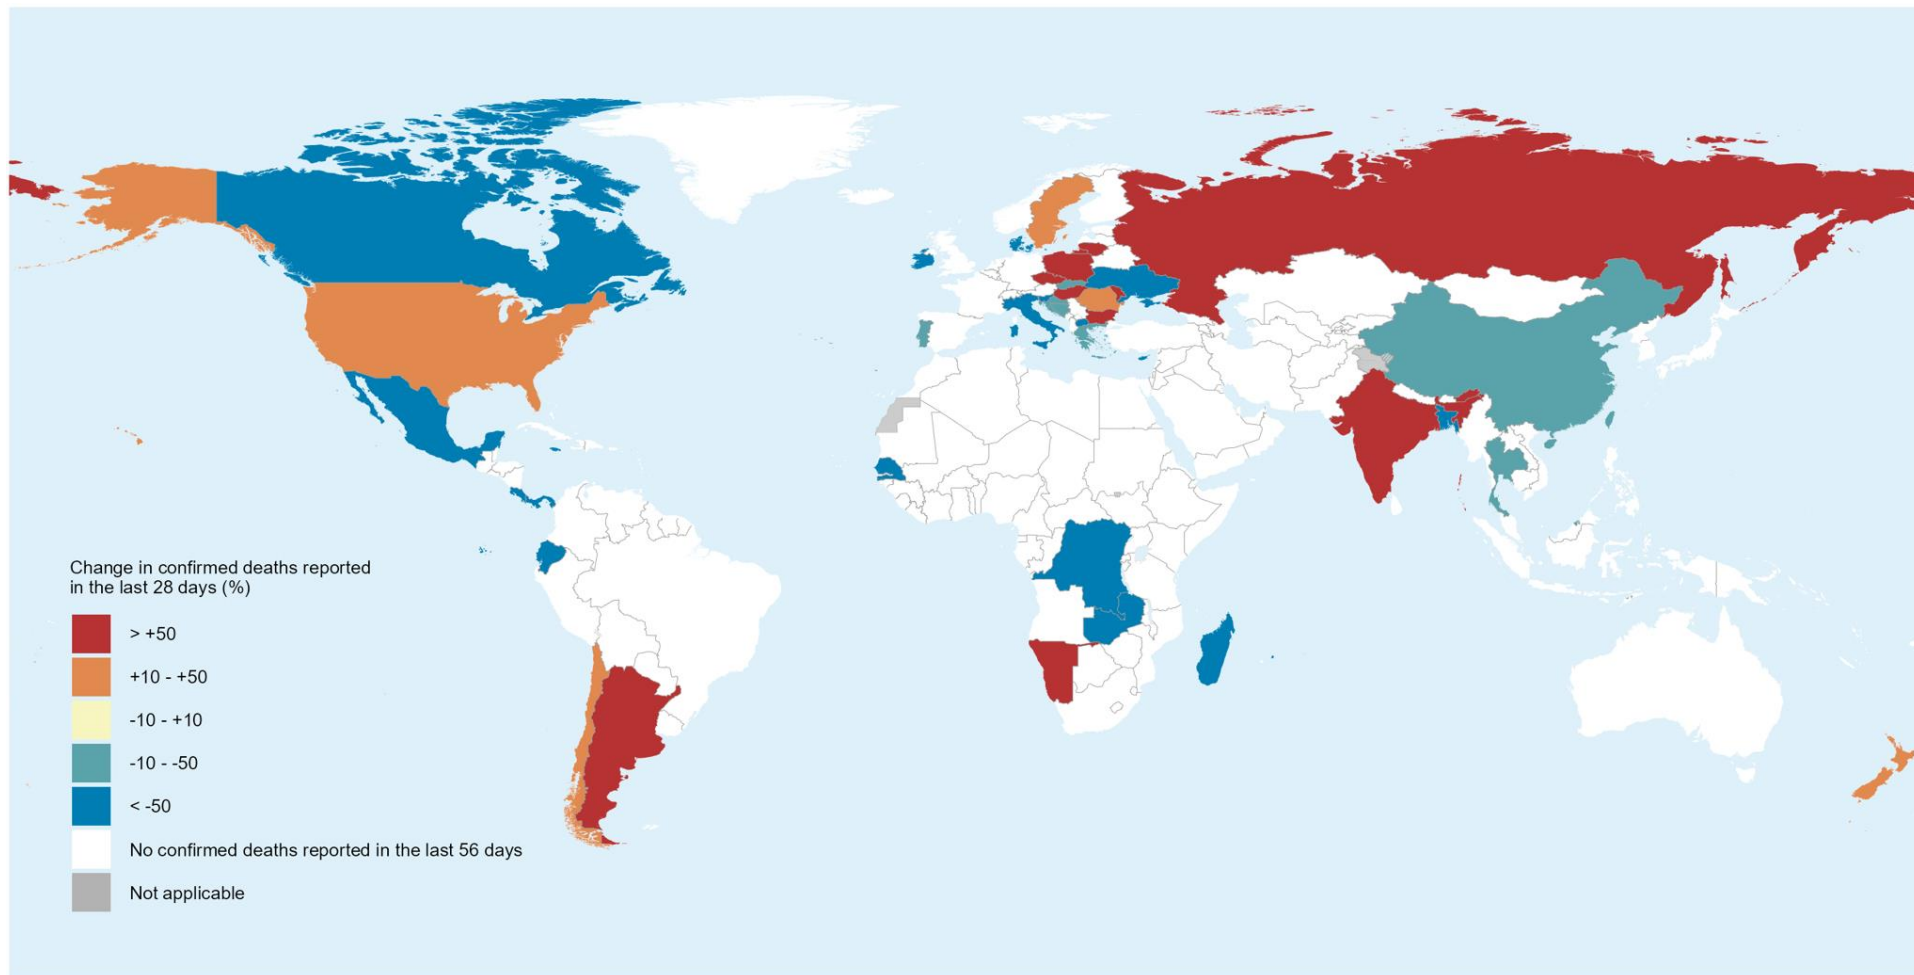 Change in confirmed deaths reported
in the last 28 days (%)
> +50
+10 - +50
-10 - +10
-10 - -50
< -50
No confirmed deaths reported in the last 56 days
Not applicable